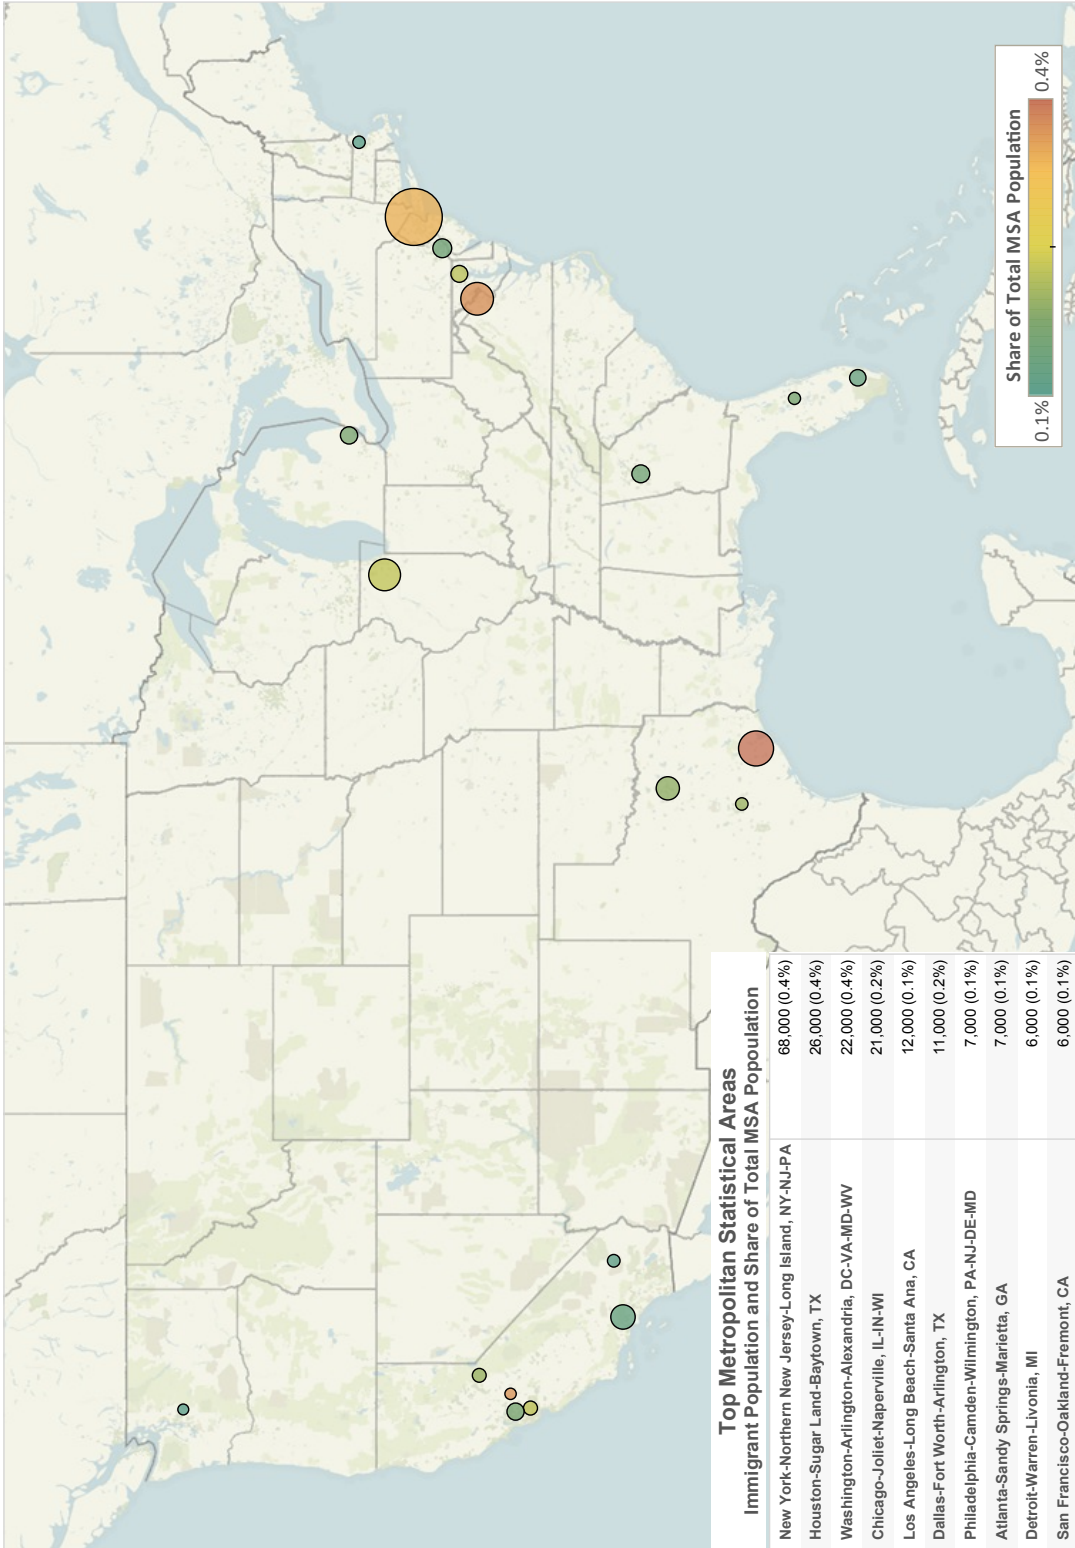 Share of Total MSA Population
0.1%
0.4%
Top Metropolitan Statistical Areas
Immigrant Population and Share of Total MSA Popoulation
New York-Northern New Jersey-Long Island, NY-NJ-PA 68,000 (0.4%)
Houston-Sugar Land-Baytown, TX 26,000 (0.4%)
Washington-Arlington-Alexandria, DC-VA-MD-WV 22,000 (0.4%)
Chicago-Joliet-Naperville, IL-IN-WI 21,000 (0.2%)
Los Angeles-Long Beach-Santa Ana, CA 12,000 (0.1%)
Dallas-Fort Worth-Arlington, TX 11,000 (0.2%)
Philadelphia-Camden-Wilmington, PA-NJ-DE-MD 7,000 (0.1%)
Atlanta-Sandy Springs-Marietta, GA 7,000 (0.1%)
Detroit-Warren-Livonia, MI 6,000 (0.1%)
San Francisco-Oakland-Fremont, CA 6,000 (0.1%)